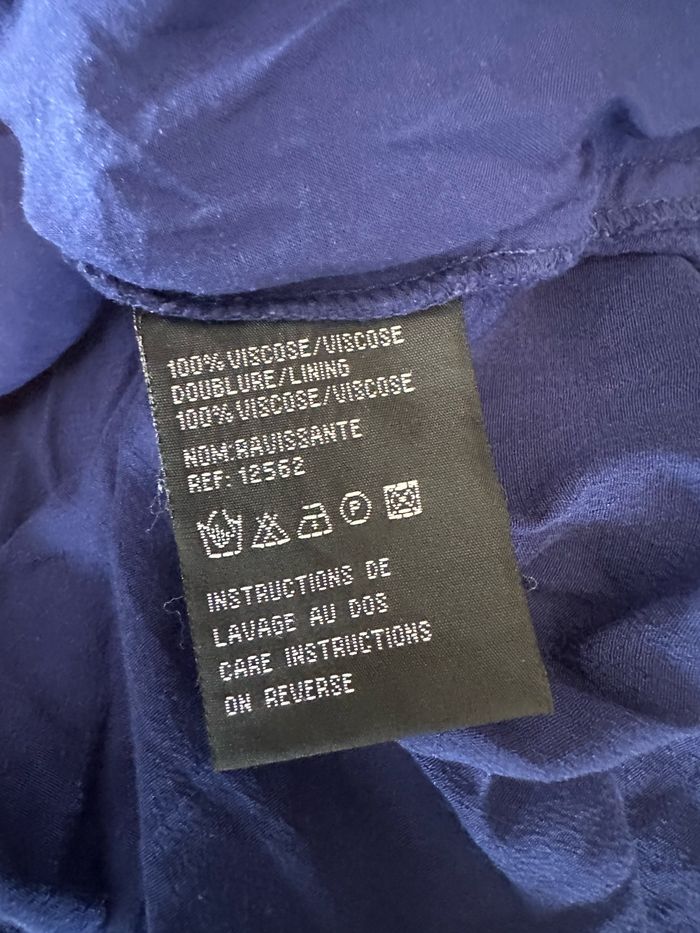 100% VISCOSE/VISCOSE
DOUBLURE/LINING
100% VISCOSE/VISCOSE
NOM:RAVISSANTE
REF: 12562
P
INSTRUCTIONS DE
LAVAGE AU DOS
CARE INSTRUCTIONS
ON REVERSE